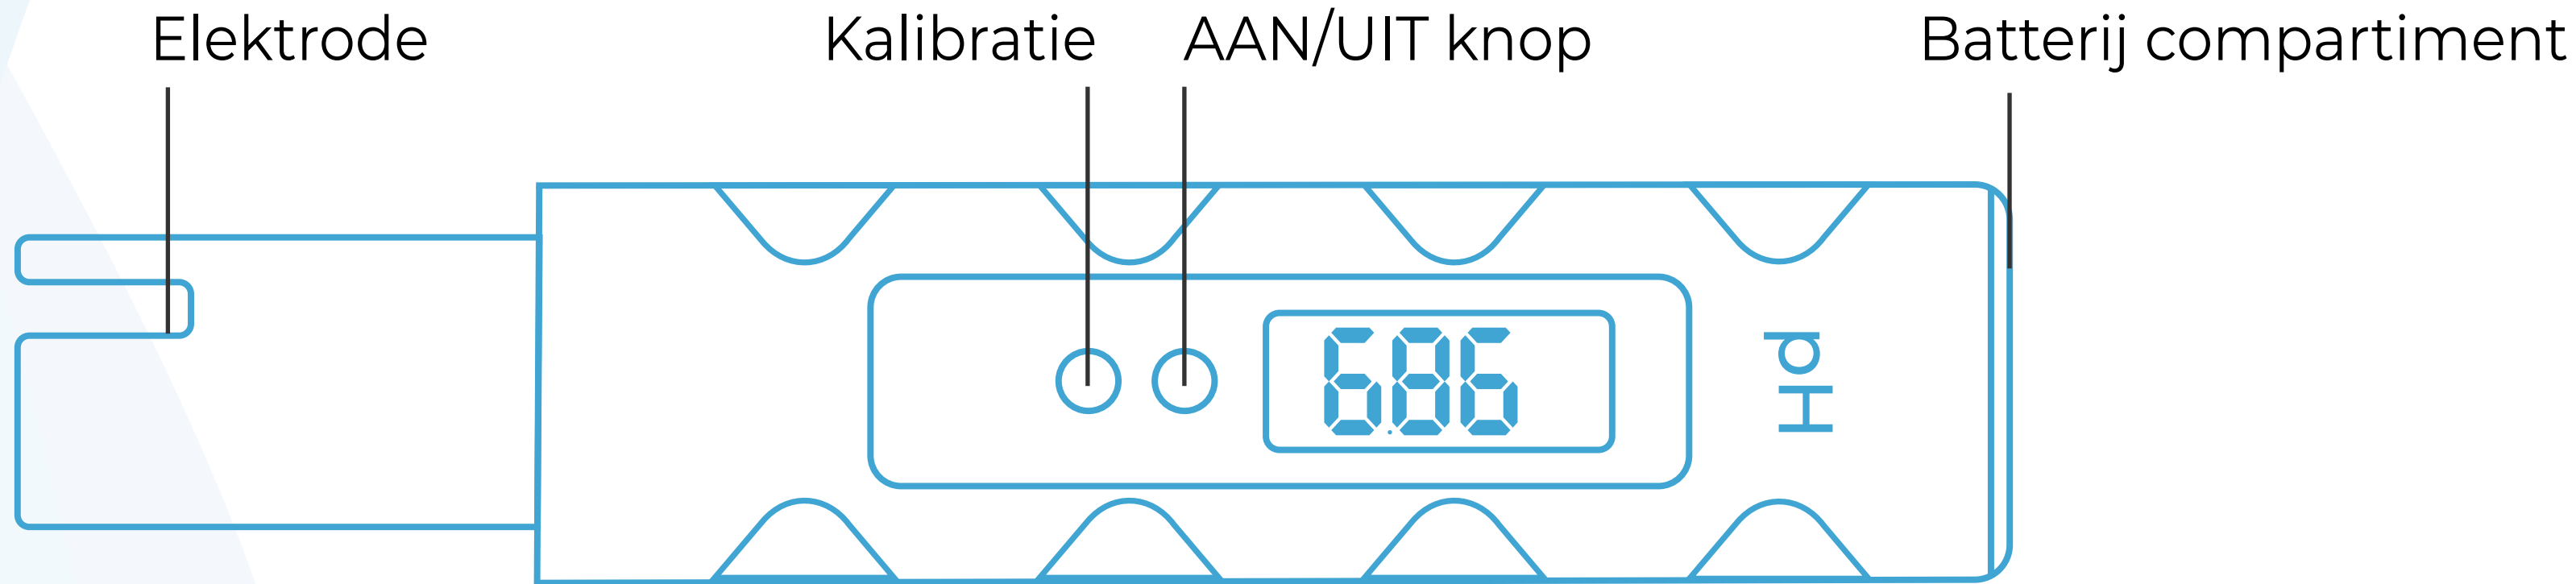 Elektrode
Kalibratie
AAN/UIT knop
Batterij compartiment
6.86
pH